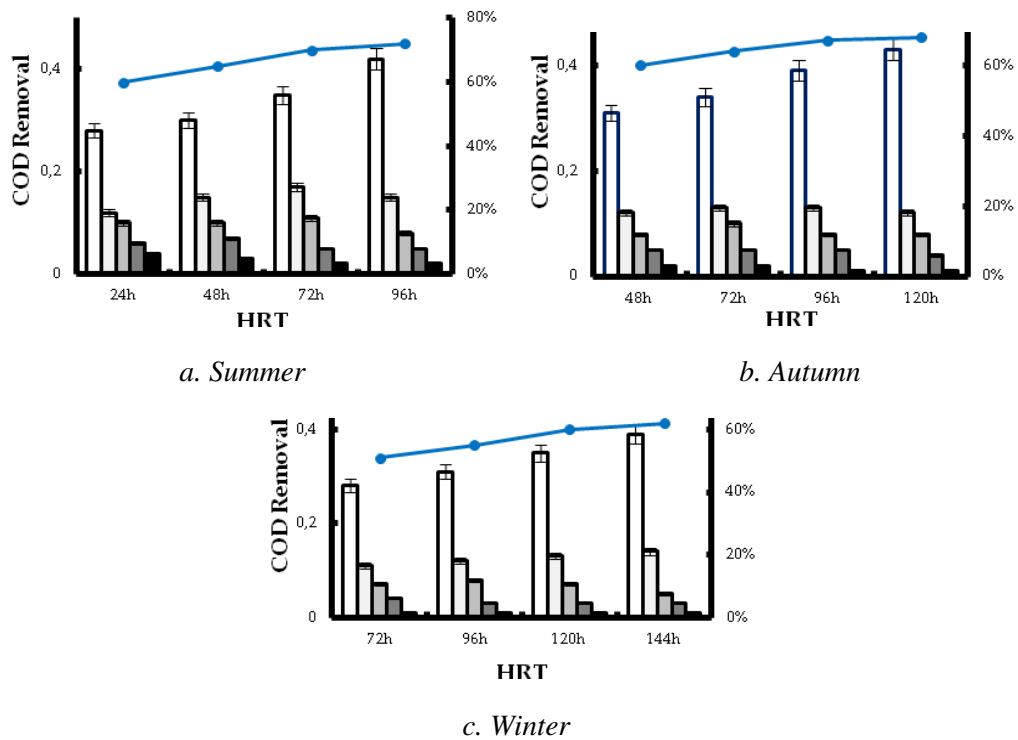 COD Removal
0,4
0,2
0
80%
60%
40%
20%
0%
24h 48h 72h 96h
HRT
a. Summer
COD Removal
0,4
0,2
0
60%
40%
20%
0%
48h 72h 96h 120h
HRT
b. Autumn
COD Removal
0,4
0,2
0
60%
40%
20%
0%
72h 96h 120h 144h
HRT
c. Winter